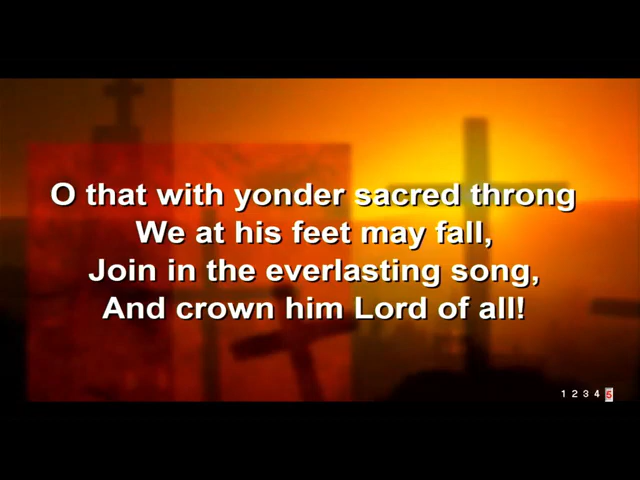 O that with yonder sacred throng
We at his feet may fall,
Join in the everlasting song,
And crown him Lord of all!
1 2 3 4 5